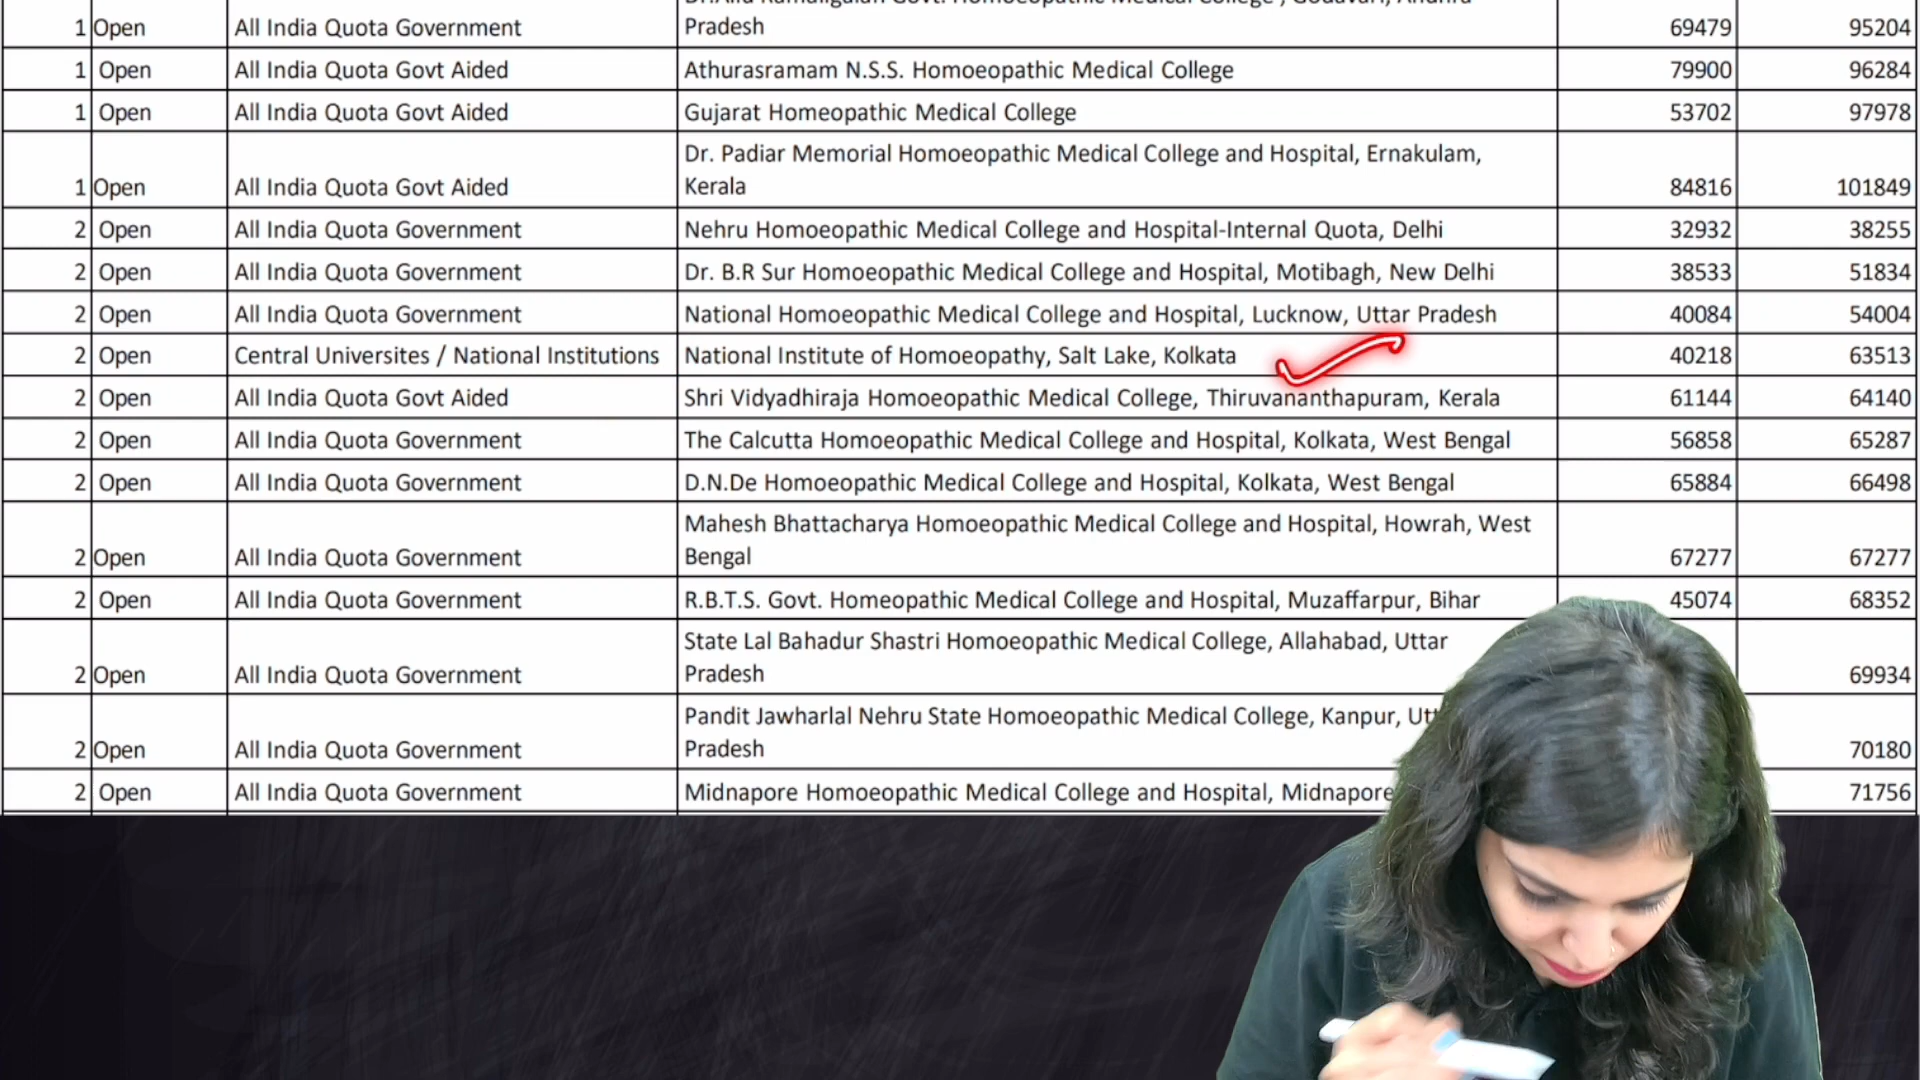 Pradesh
1 Open All India Quota Government 69479 95204
1 Open All India Quota Govt Aided Athurasramam N.S.S. Homoeopathic Medical College 79900 96284
1 Open All India Quota Govt Aided Gujarat Homeopathic Medical College 53702 97978
Dr. Padiar Memorial Homoeopathic Medical College and Hospital, Ernakulam,
1 Open All India Quota Govt Aided Kerala 84816 101849
2 Open All India Quota Government Nehru Homoeopathic Medical College and Hospital-Internal Quota, Delhi 32932 38255
2 Open All India Quota Government Dr. B.R Sur Homoeopathic Medical College and Hospital, Motibagh, New Delhi 38533 51834
2 Open All India Quota Government National Homoeopathic Medical College and Hospital, Lucknow, Uttar Pradesh 40084 54004
2 Open Central Universites / National Institutions National Institute of Homoeopathy, Salt Lake, Kolkata 40218 63513
2 Open All India Quota Govt Aided Shri Vidyadhiraja Homoeopathic Medical College, Thiruvananthapuram, Kerala 61144 64140
2 Open All India Quota Government The Calcutta Homoeopathic Medical College and Hospital, Kolkata, West Bengal 56858 65287
2 Open All India Quota Government D.N.De Homoeopathic Medical College and Hospital, Kolkata, West Bengal 65884 66498
Mahesh Bhattacharya Homoeopathic Medical College and Hospital, Howrah, West
2 Open All India Quota Government Bengal 67277 67277
2 Open All India Quota Government R.B.T.S. Govt. Homeopathic Medical College and Hospital, Muzaffarpur, Bihar 45074 68352
State Lal Bahadur Shastri Homoeopathic Medical College, Allahabad, Uttar
2 Open All India Quota Government Pradesh 69934
Pandit Jawharlal Nehru State Homoeopathic Medical College, Kanpur,
2 Open All India Quota Government Pradesh 70180
2 Open All India Quota Government Midnapore Homoeopathic Medical College and Hospital, Midnapore 71756